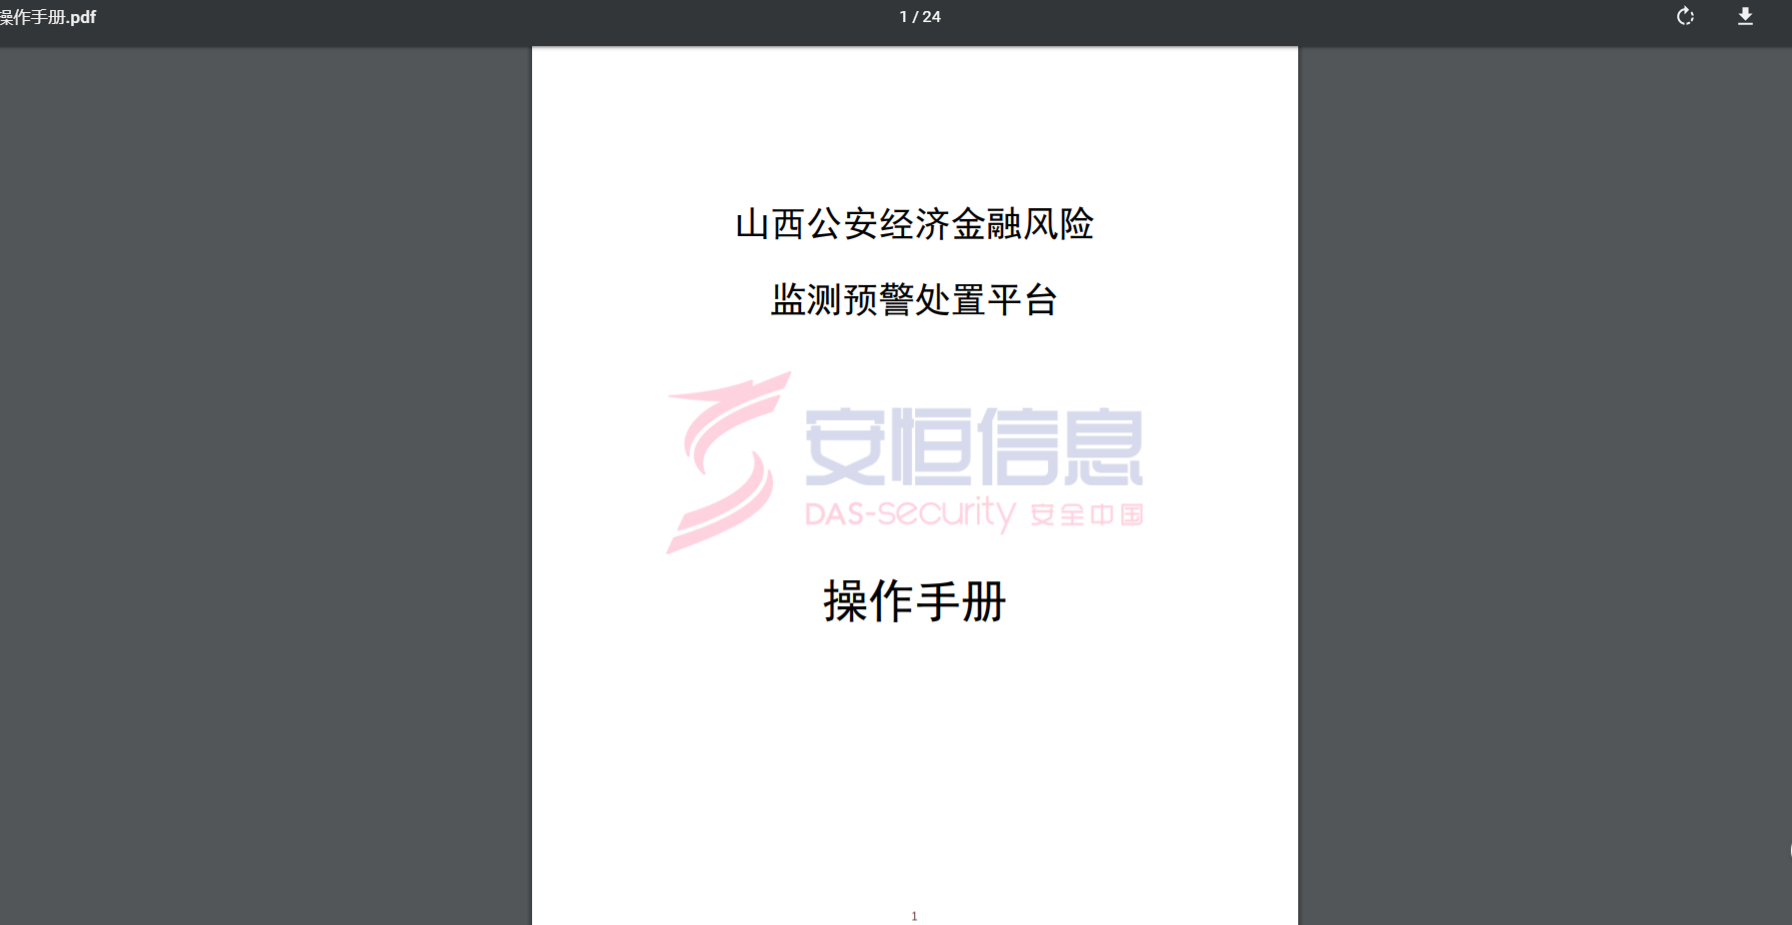 操作手册.pdf
1 / 24
山西公安经济金融风险
监测预警处置平台
安恒信息
DAS-security 安全中国
操作手册
1